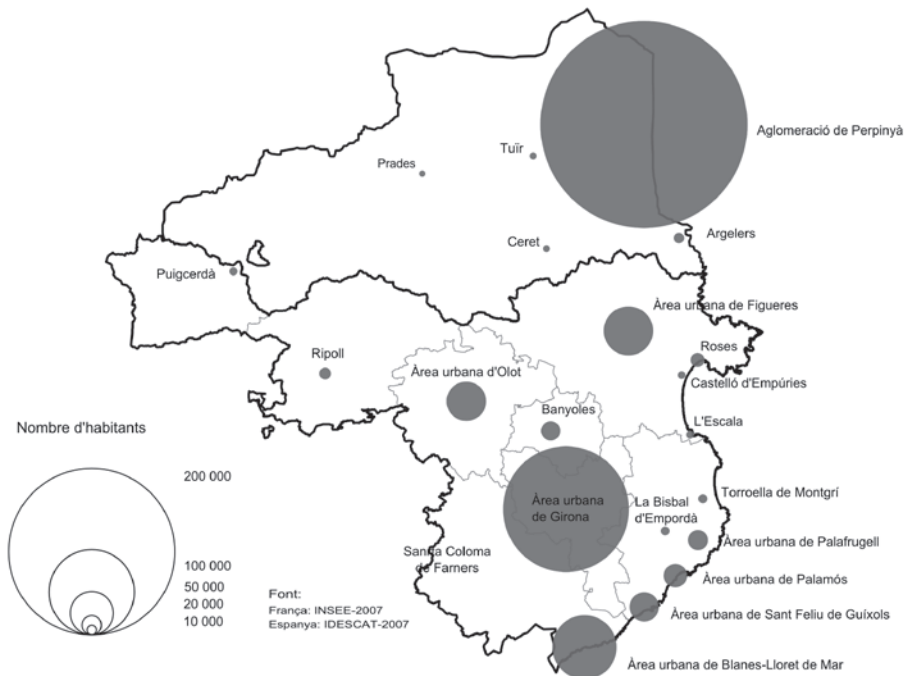 Aglomeració de Perpinyà
Tuïr
Prades
Argelers
Ceret
Puigcerdà
Àrea urbana de Figueres
Roses
Ripoll
Àrea urbana d'Olot
Castelló d'Empúries
Banyoles
L'Escala
Nombre d'habitants
200 000
100 000
50 000
20 000
10 000
Àrea urbana
de Girona
La Bisbal
d'Empordà
Torroella de Montgrí
Àrea urbana de Palafrugell
Santa Coloma
de Farners
Àrea urbana de Palamós
Àrea urbana de Sant Feliu de Guíxols
Àrea urbana de Blanes-Lloret de Mar
Font:
França: INSEE-2007
Espanya: IDESCAT-2007